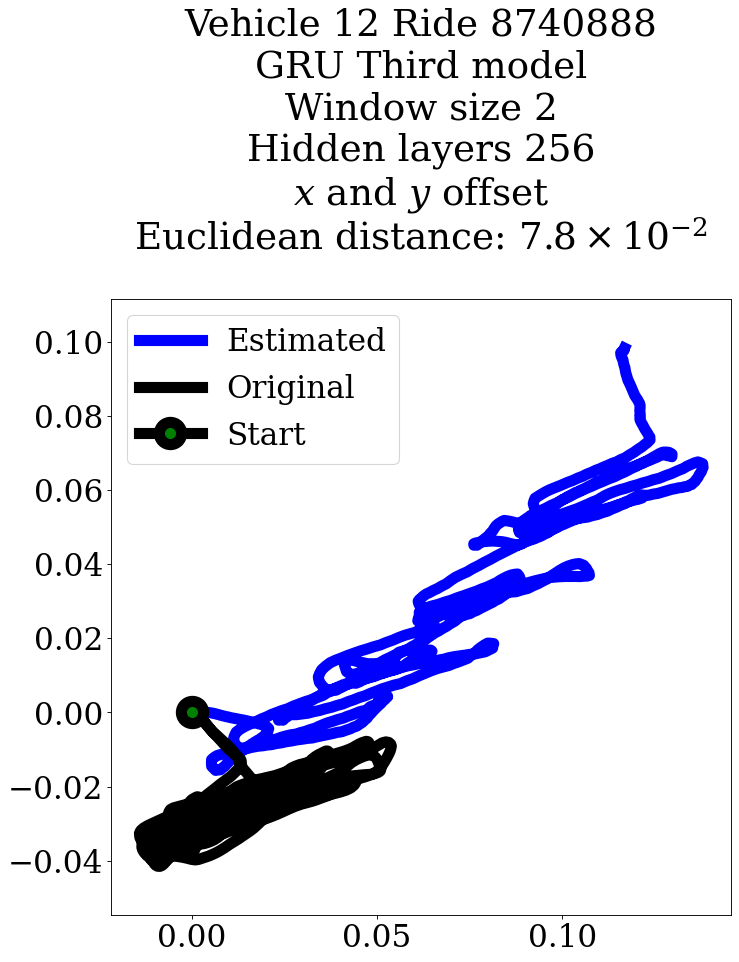 Vehicle 12 Ride 8740888
GRU Third model
Window size 2
Hidden layers 256
x and y offset
Euclidean distance: 7.8 × 10⁻²
Estimated
Original
Start
0.10
0.08
0.06
0.04
0.02
0.00
−0.02
−0.04
0.00 0.05 0.10